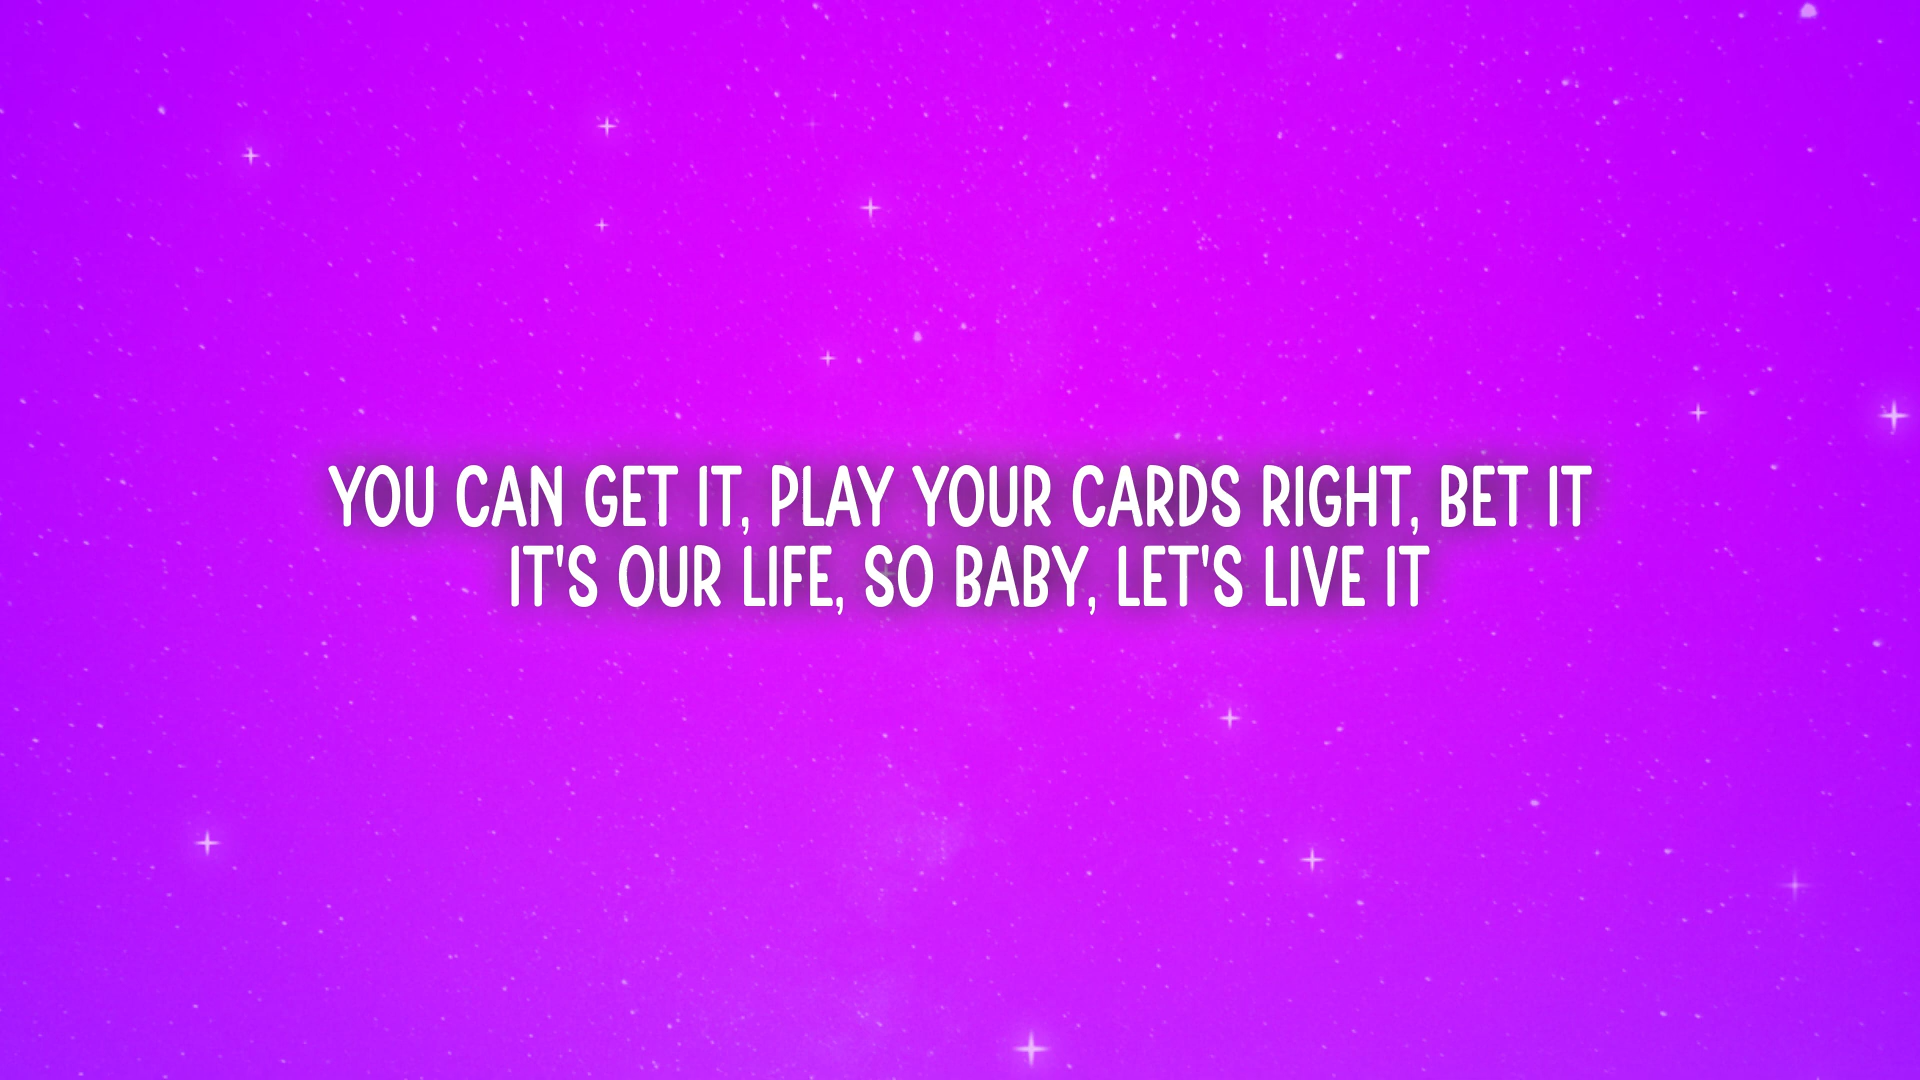 YOU CAN GET IT, PLAY YOUR CARDS RIGHT, BET IT
IT'S OUR LIFE, SO BABY, LET'S LIVE IT